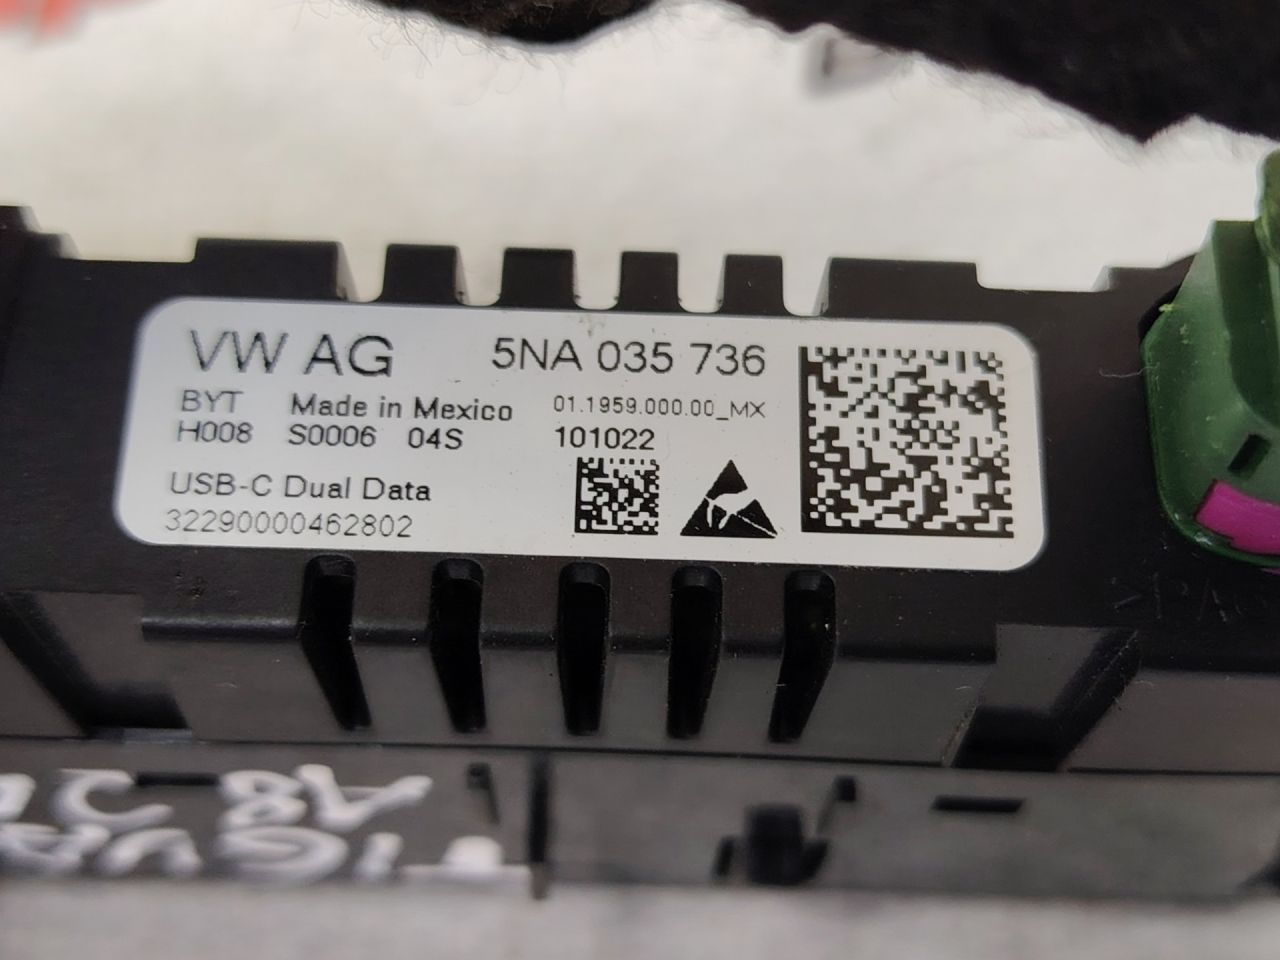 VW AG 5NA 035 736
BYT Made in Mexico 01.1959.000.00_MX
H008 S0006 04S 101022
USB-C Dual Data
32290000462802